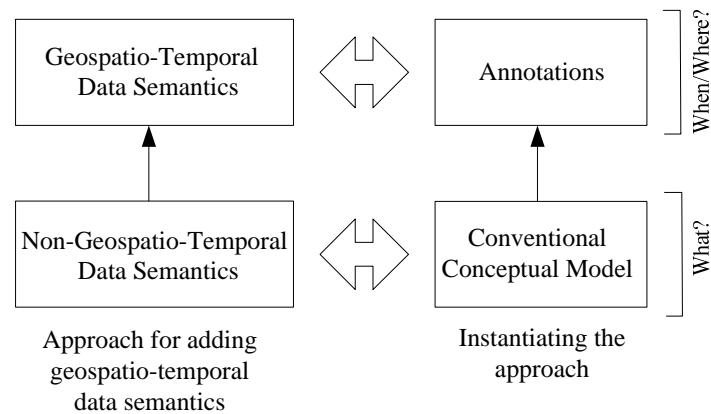 Geospatio-Temporal
Data Semantics
Annotations
When/Where?
Non-Geospatio-Temporal
Data Semantics
Conventional
Conceptual Model
What?
Approach for adding
geospatio-temporal
data semantics
Instantiating the
approach